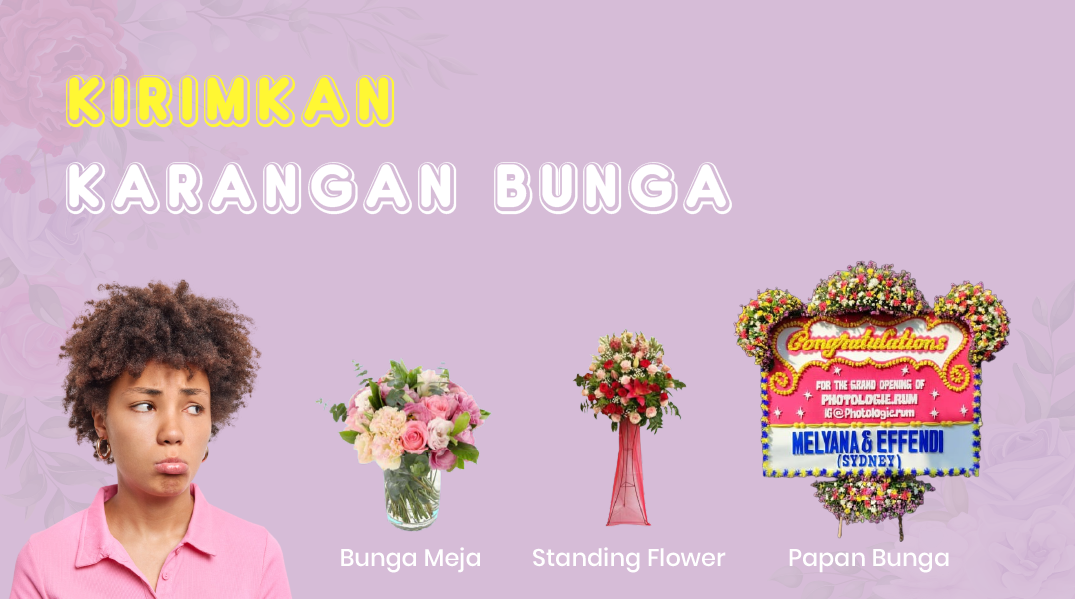 KIRIMKAN
KARANGAN BUNGA
Congratulations
FOR THE GRAND OPENING OF
PHOTOLOGIE.RUM
IG@Photologie.rum
MELYANA & EFFENDI
(SYDNEY)
Bunga Meja
Standing Flower
Papan Bunga